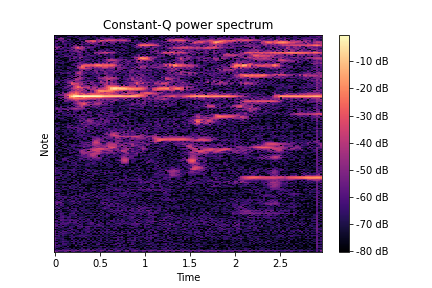 Constant-Q power spectrum
Note
0
0.5
1
1.5
2
2.5
Time
-10 dB
-20 dB
-30 dB
-40 dB
-50 dB
-60 dB
-70 dB
-80 dB